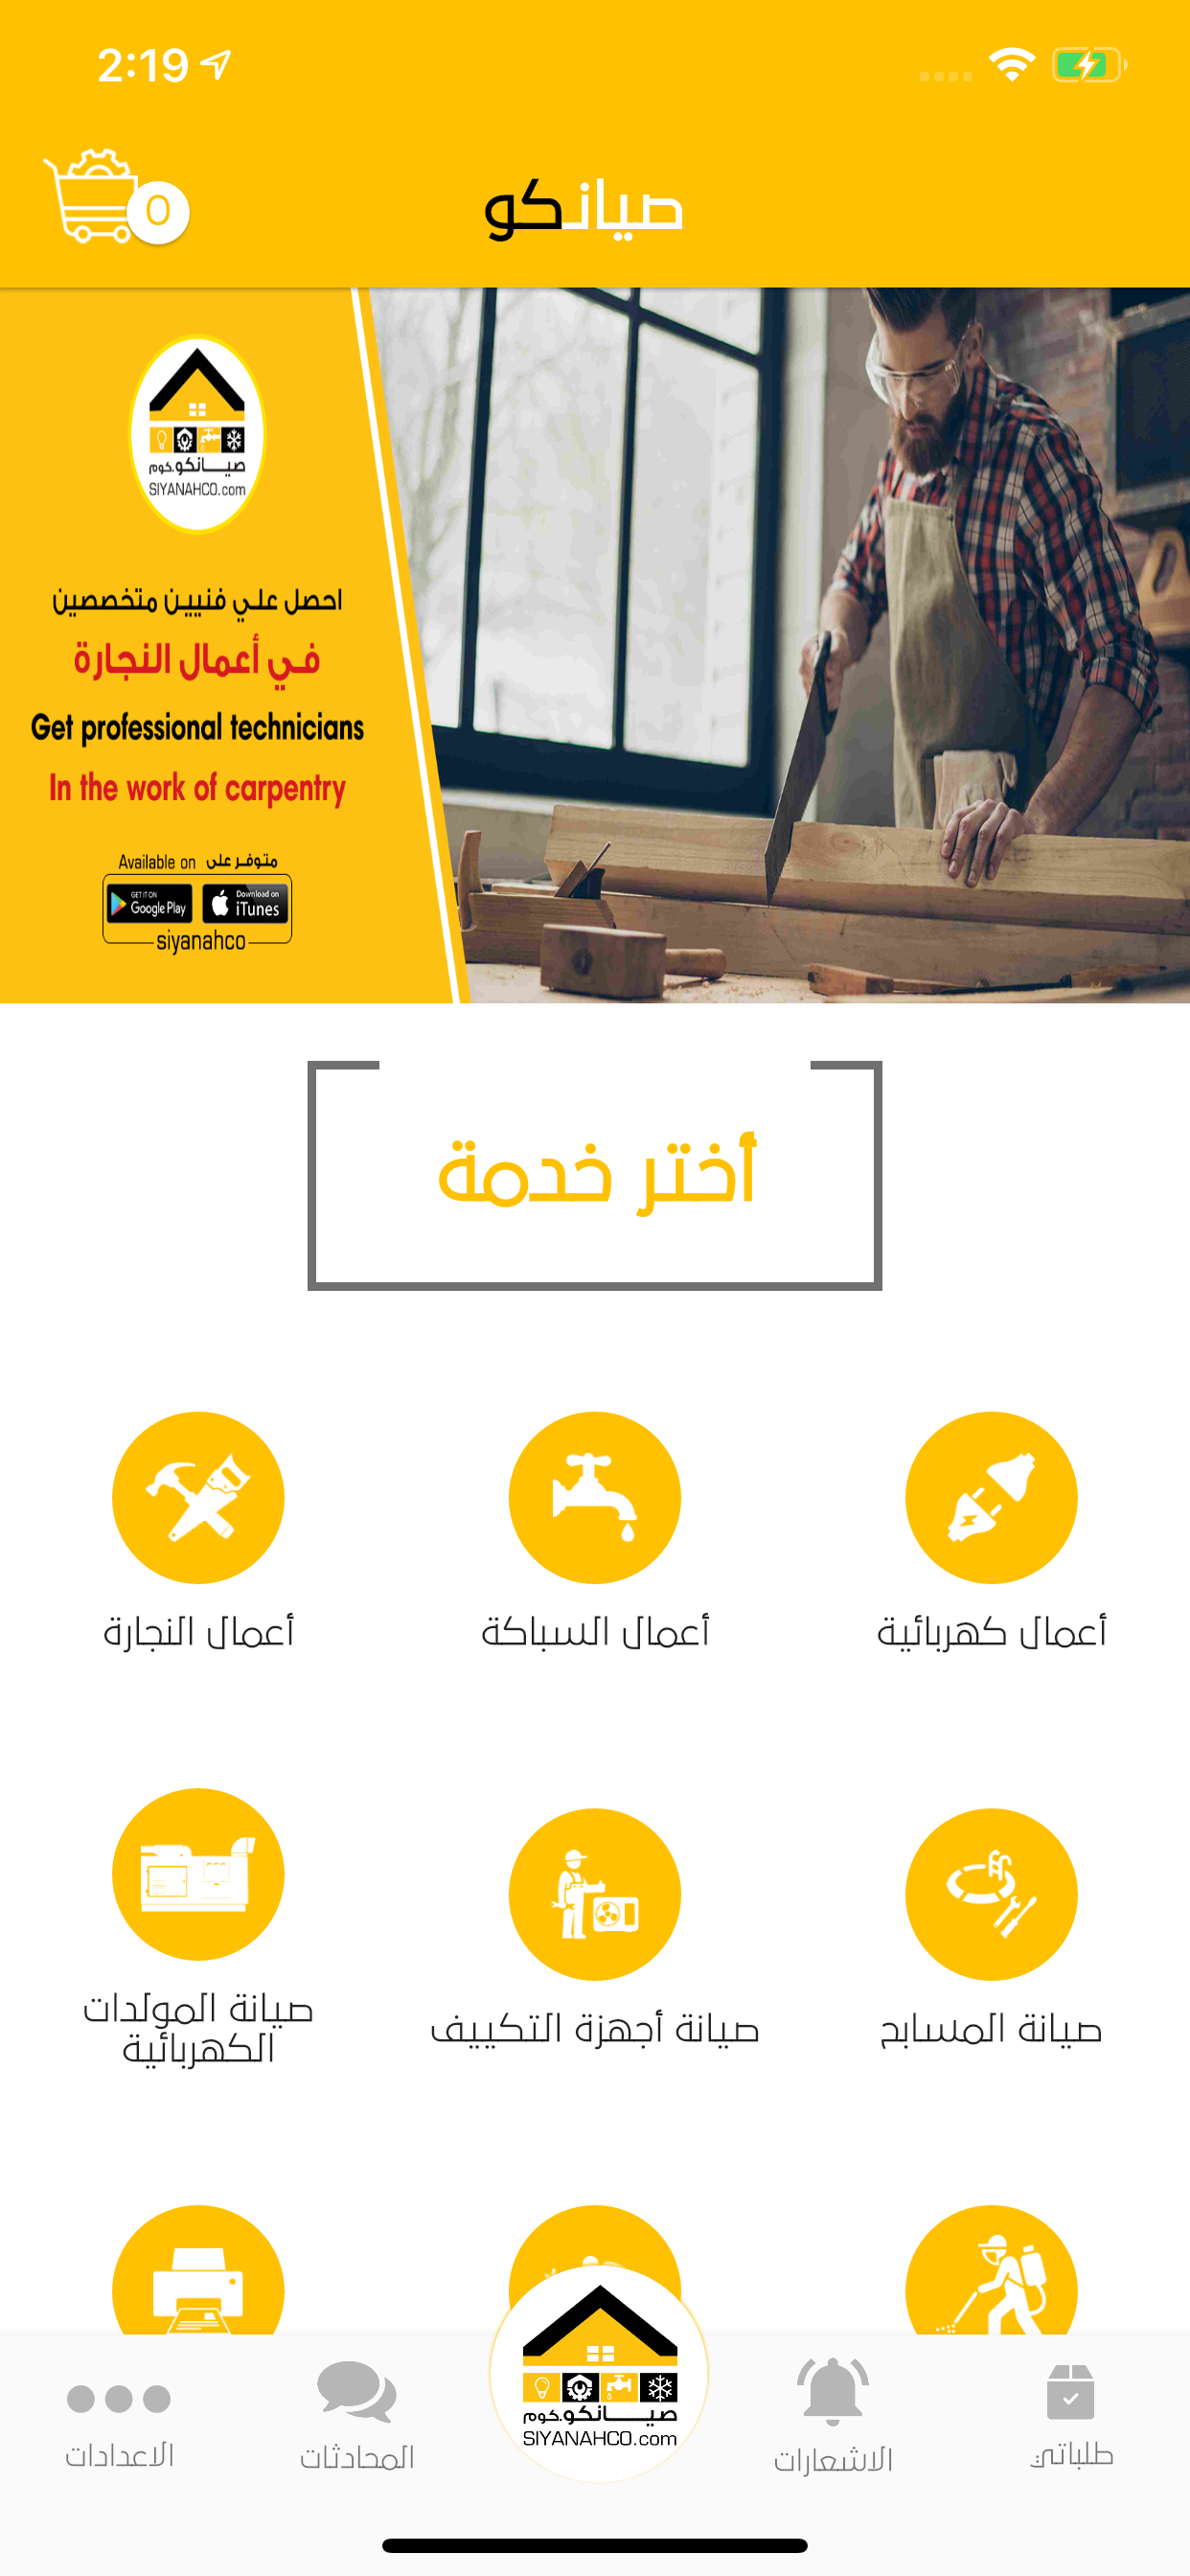 2:19
0
صيانكو
صيــــانكو.كوم
SIYANAHCO.com
احصل علي فنيين متخصصين
في أعمال النجارة
Get professional technicians
In the work of carpentry
Available on متوفر على
GET IT ON
Google Play
Download on
iTunes
siyanahco
أختر خدمة
أعمال كهربائية
أعمال السباكة
أعمال النجارة
صيانة المسابح
صيانة أجهزة التكييف
صيانة المولدات
الكهربائية
صيــــانكو.كوم
SIYANAHCO.com
طلباتي
الاشعارات
المحادثات
الاعدادات